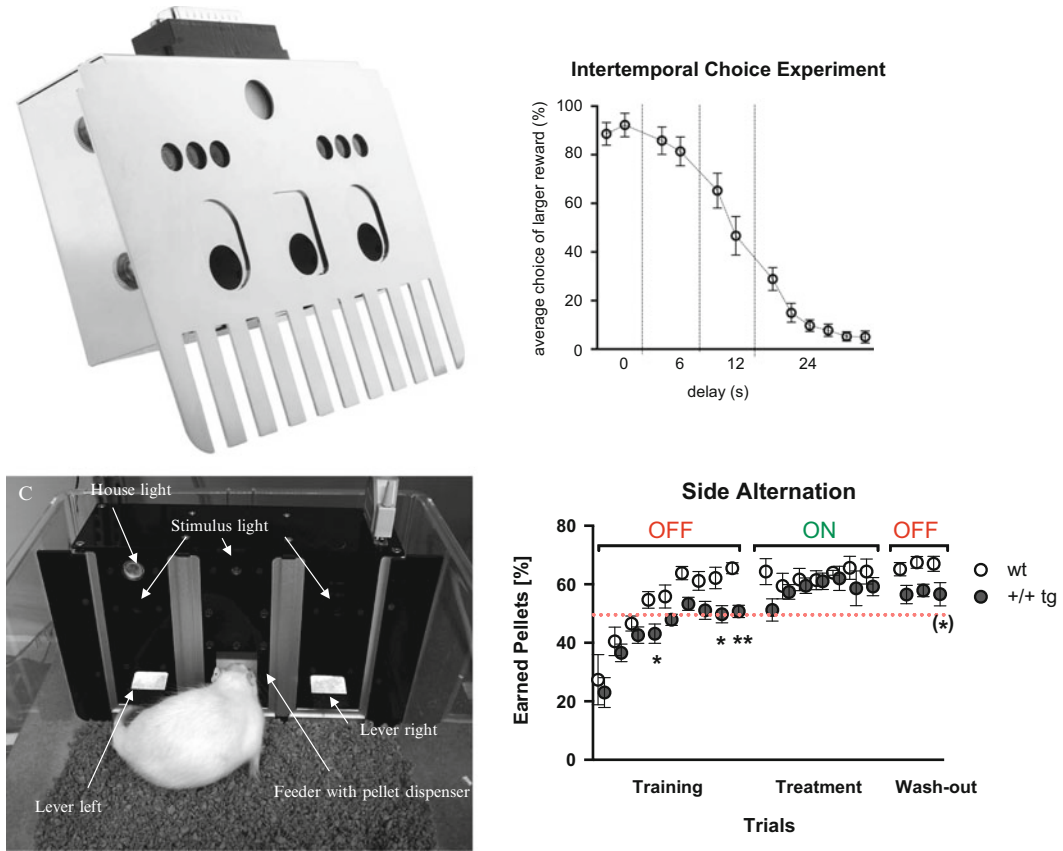 Intertemporal Choice Experiment
average choice of larger reward (%)
100
80
60
40
20
0
0 6 12 24
delay (s)
C
House light
Stimulus light
Lever right
Feeder with pellet dispenser
Lever left
Side Alternation
OFF ON OFF
Earned Pellets [%]
80
60
40
20
0
wt
+/+ tg
* * ** (*)
Training Treatment Wash-out
Trials